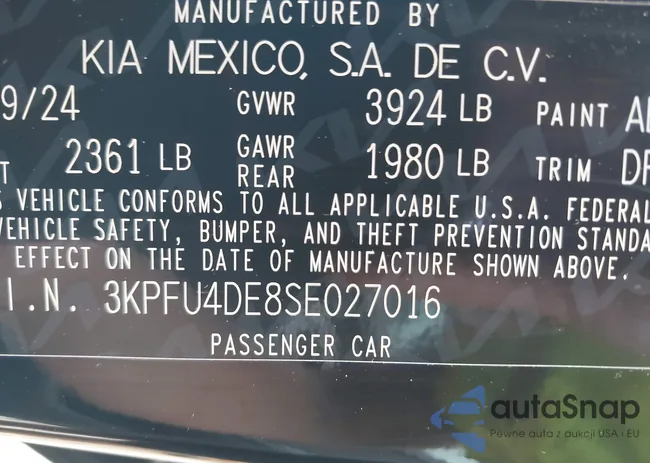 MANUFACTURED BY
KIA MEXICO, S.A. DE C.V.
9/24 GVWR 3924 LB PAINT
2361 LB GAWR REAR 1980 LB TRIM
VEHICLE CONFORMS TO ALL APPLICABLE U.S.A. FEDERAL
VEHICLE SAFETY, BUMPER, AND THEFT PREVENTION STANDA
EFFECT ON THE DATE OF MANUFACTURE SHOWN ABOVE.
I.N. 3KPFU4DE8SE027016
PASSENGER CAR
autaSnap
Pewne auta z aukcji USA i EU